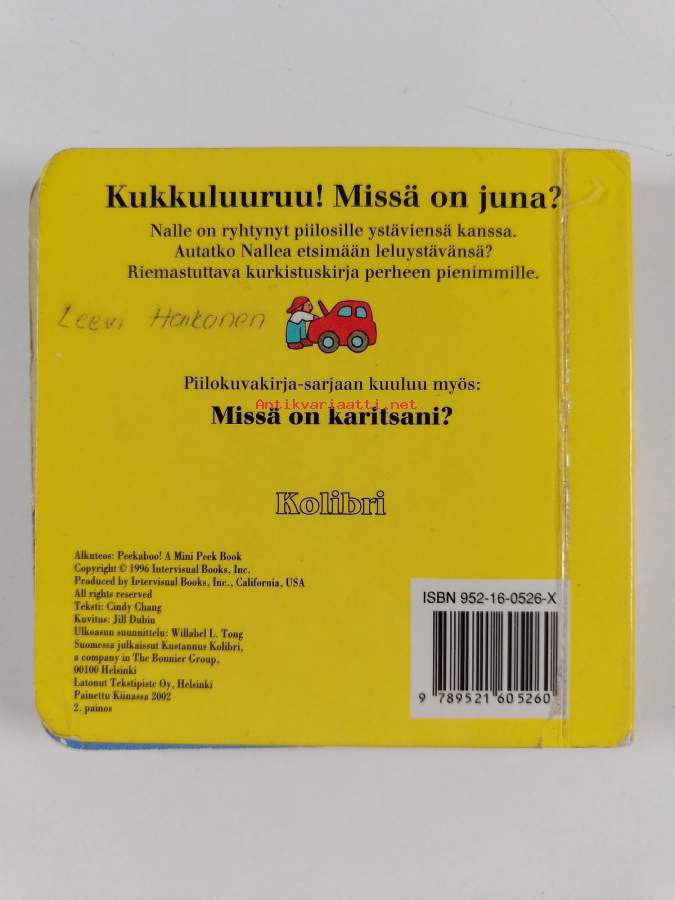 Kukkuluuruu! Missä on juna?
Nalle on ryhtynyt piilosille ystäviensä kanssa.
Autatko Nallea etsimään leluystävänsä?
Riemastuttava kurkistuskirja perheen pienimmille.
Leevi Haikonen
Piilokuvakirja-sarjaan kuuluu myös:
Antikvariaatti.net
Missä on karitsani?
Kolibri
Alkuteos: Peekaboo! A Mini Peek Book
Copyright © 1996 Intervisual Books, Inc.
Produced by Intervisual Books, Inc., California, USA
All rights reserved
Teksti: Cindy Chang
Kuvitus: Jill Dubin
Ulkoasun suunnittelu: Willabel L. Tong
Suomessa julkaissut Kustannus Kolibri,
a company in The Bonnier Group,
00100 Helsinki
Latonut Tekstipiste Oy, Helsinki
Painettu Kiinassa 2002
2. painos
ISBN 952-16-0526-X
9 789521 605260